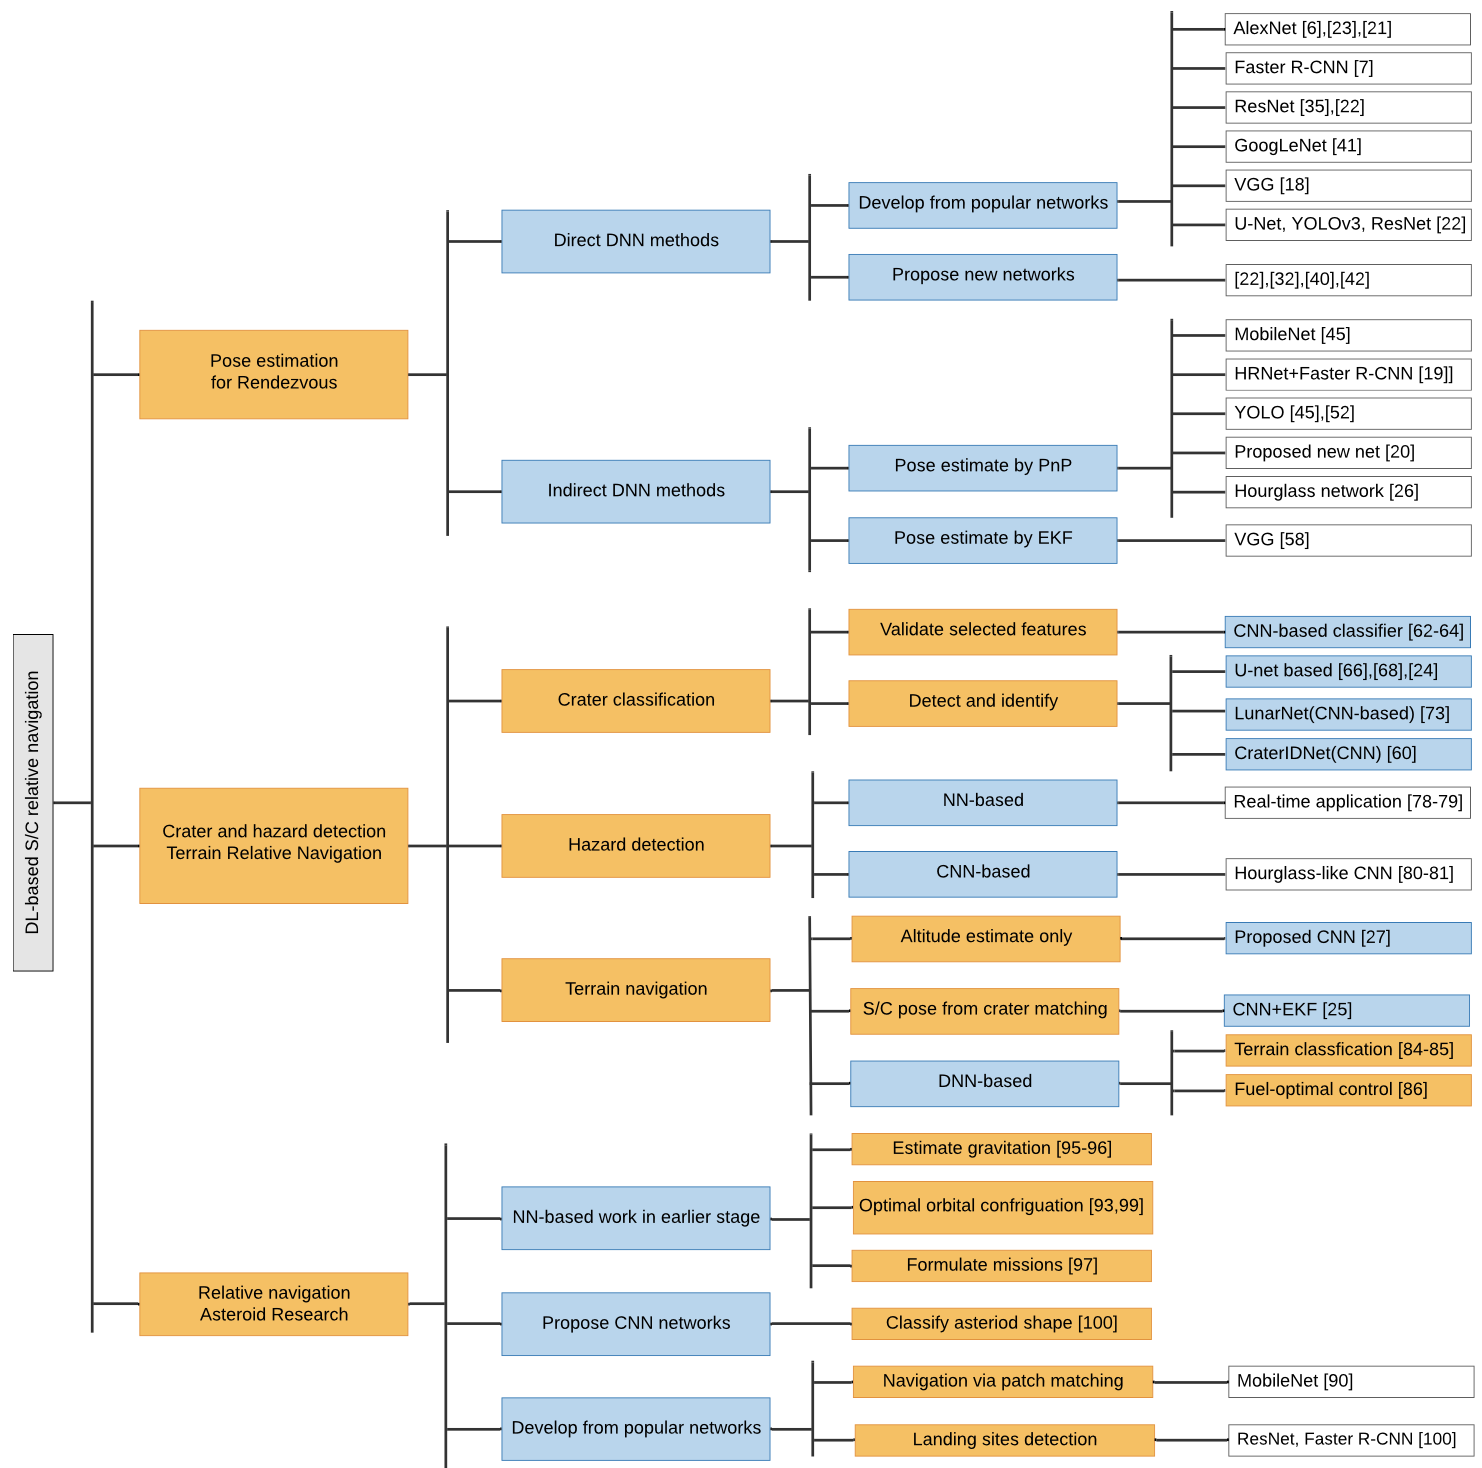 DL-based S/C relative navigation
Pose estimation
for Rendezvous
Direct DNN methods
Develop from popular networks
AlexNet [6],[23],[21]
Faster R-CNN [7]
ResNet [35],[22]
GoogLeNet [41]
VGG [18]
U-Net, YOLOv3, ResNet [22]
Propose new networks
[22],[32],[40],[42]
Indirect DNN methods
Pose estimate by PnP
MobileNet [45]
HRNet+Faster R-CNN [19]]
YOLO [45],[52]
Proposed new net [20]
Hourglass network [26]
Pose estimate by EKF
VGG [58]
Crater and hazard detection
Terrain Relative Navigation
Crater classification
Validate selected features
CNN-based classifier [62-64]
Detect and identify
U-net based [66],[68],[24]
LunarNet(CNN-based) [73]
CraterIDNet(CNN) [60]
Hazard detection
NN-based
Real-time application [78-79]
CNN-based
Hourglass-like CNN [80-81]
Terrain navigation
Altitude estimate only
Proposed CNN [27]
S/C pose from crater matching
CNN+EKF [25]
DNN-based
Terrain classfication [84-85]
Fuel-optimal control [86]
Relative navigation
Asteroid Research
NN-based work in earlier stage
Estimate gravitation [95-96]
Optimal orbital confriguation [93,99]
Formulate missions [97]
Propose CNN networks
Classify asteriod shape [100]
Develop from popular networks
Navigation via patch matching
MobileNet [90]
Landing sites detection
ResNet, Faster R-CNN [100]